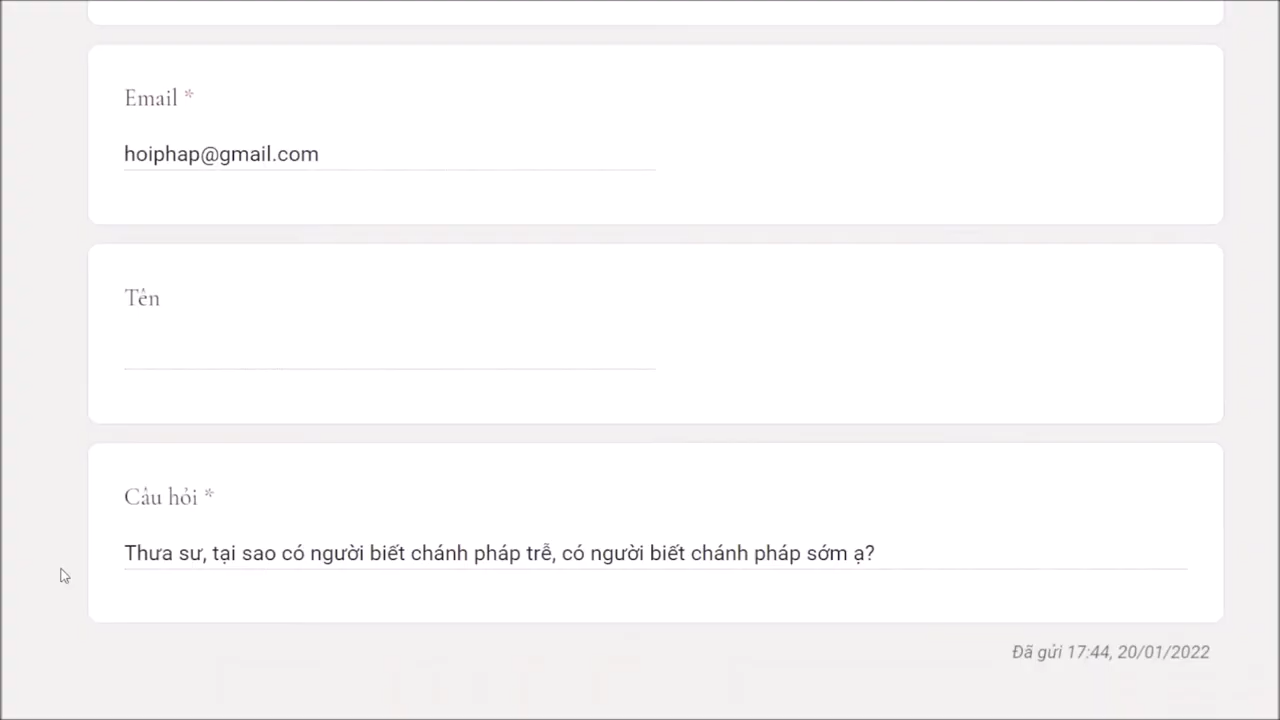 Email *
hoiphap@gmail.com
Tên
Câu hỏi *
Thưa sư, tại sao có người biết chánh pháp trễ, có người biết chánh pháp sớm ạ?
Đã gửi 17:44, 20/01/2022